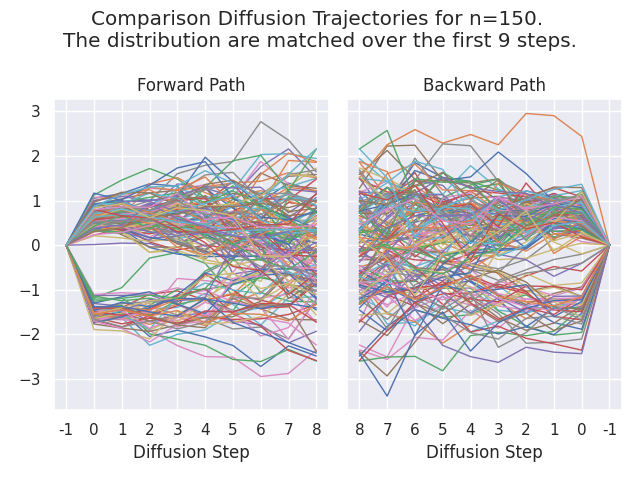 Comparison Diffusion Trajectories for n=150.
The distribution are matched over the first 9 steps.
Forward Path
Backward Path
3
2
1
0
−1
−2
−3
-1 0 1 2 3 4 5 6 7 8
8 7 6 5 4 3 2 1 0 -1
Diffusion Step
Diffusion Step